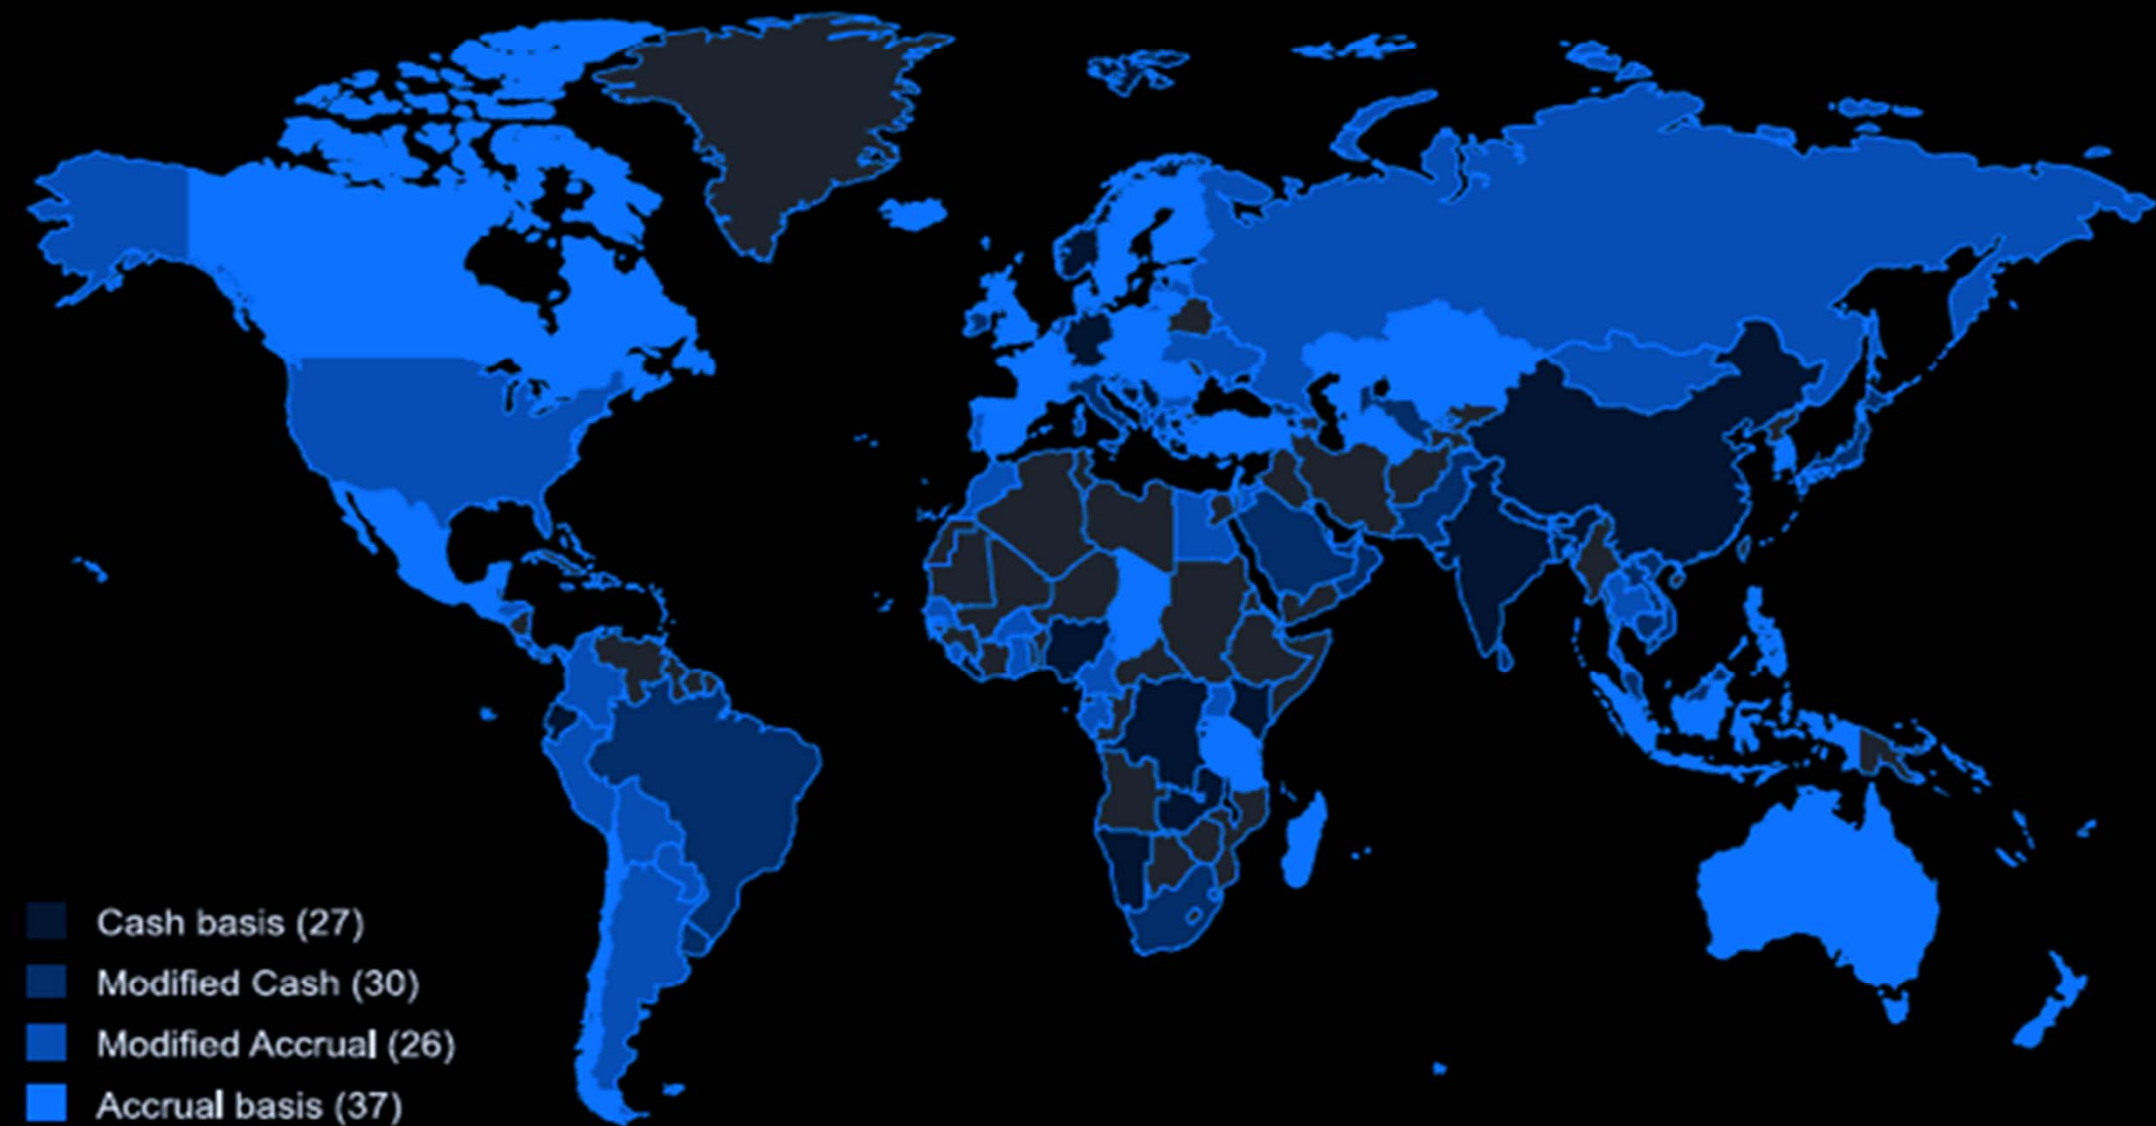 Cash basis (27)
Modified Cash (30)
Modified Accrual (26)
Accrual basis (37)